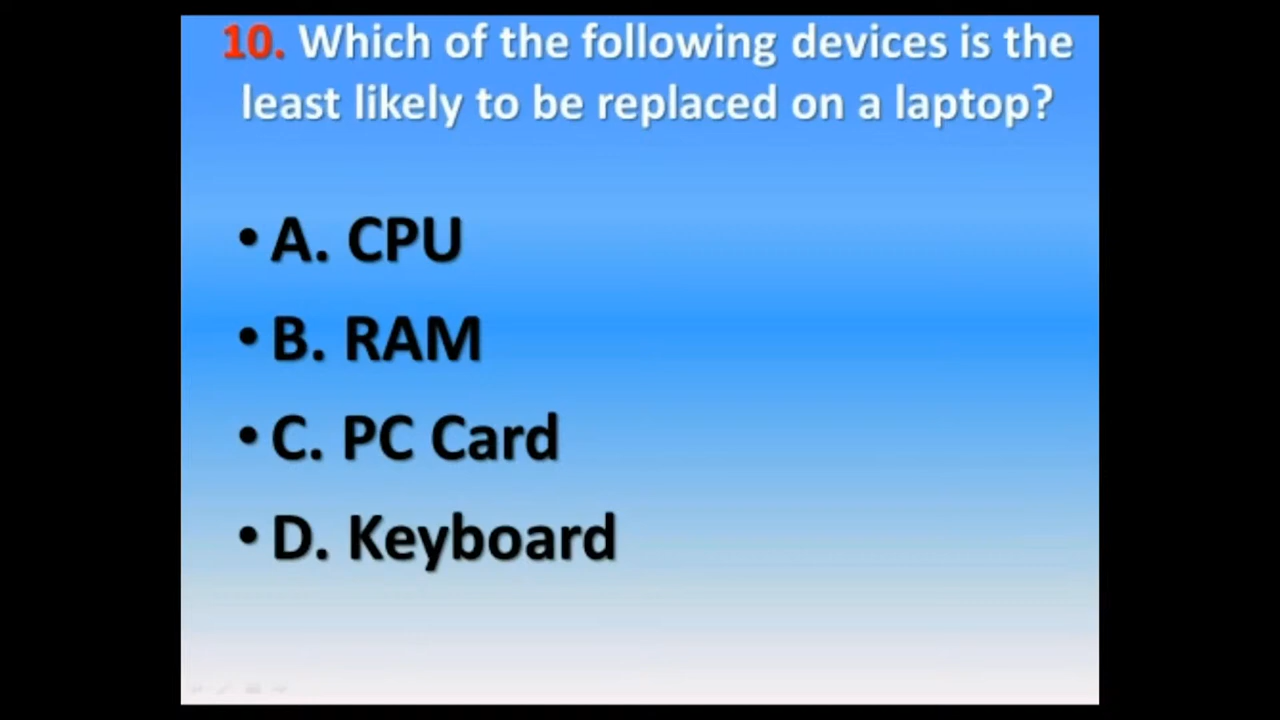 10. Which of the following devices is the
least likely to be replaced on a laptop?
• A. CPU
• B. RAM
• C. PC Card
• D. Keyboard